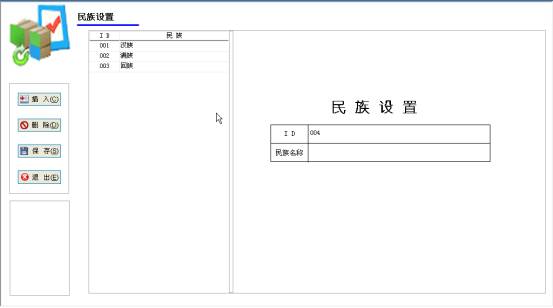 民族设置
ID 民 族
001 汉族
002 满族
003 回族
插 入(C)
删 除(D)
保 存(S)
退 出(E)
民 族 设 置
ID 004
民族名称